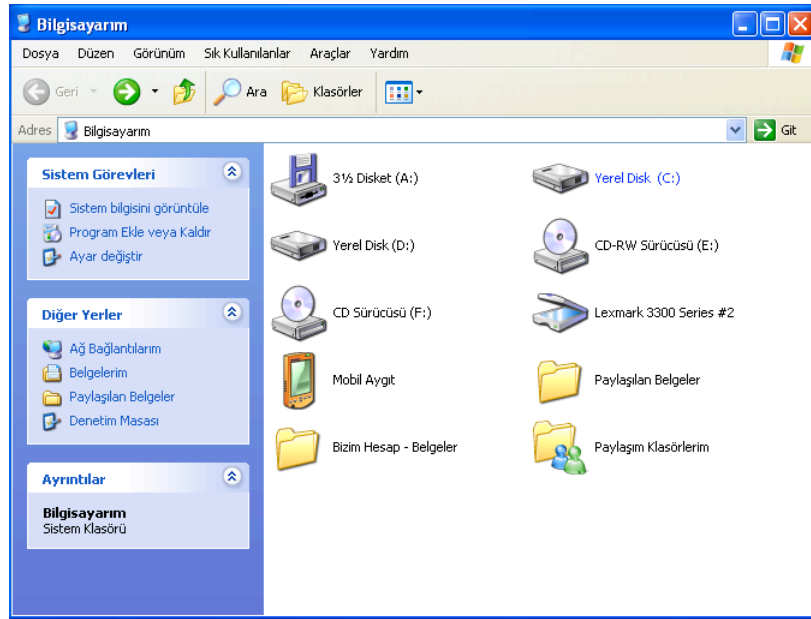 Bilgisayarım
Dosya Düzen Görünüm Sık Kullanılanlar Araçlar Yardım
Geri Ara Klasörler
Adres Bilgisayarım Git
Sistem Görevleri
Sistem bilgisini görüntüle
Program Ekle veya Kaldır
Ayar değiştir
Diğer Yerler
Ağ Bağlantılarım
Belgelerim
Paylaşılan Belgeler
Denetim Masası
Ayrıntılar
Bilgisayarım
Sistem Klasörü
3½ Disket (A:)
Yerel Disk (C:)
Yerel Disk (D:)
CD-RW Sürücüsü (E:)
CD Sürücüsü (F:)
Lexmark 3300 Series #2
Mobil Aygıt
Paylaşılan Belgeler
Bizim Hesap - Belgeler
Paylaşım Klasörlerim